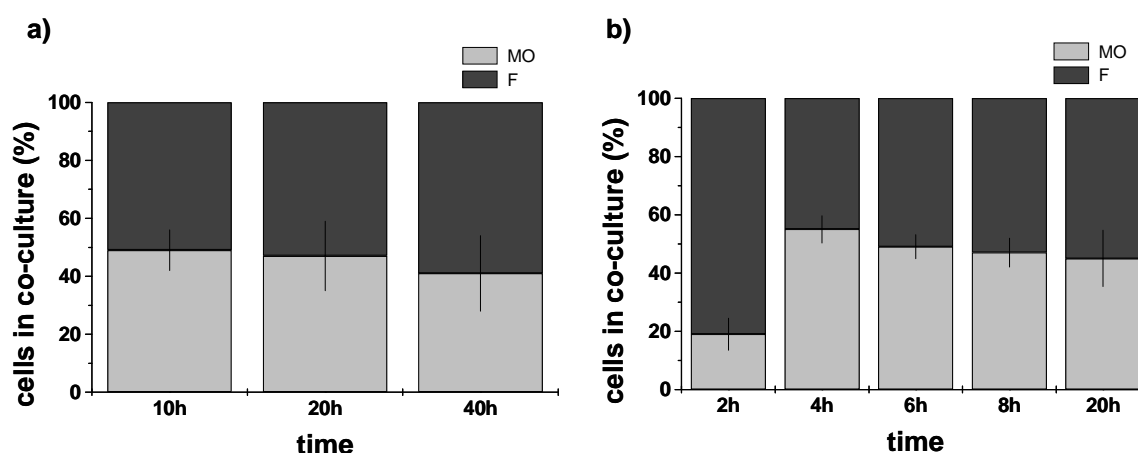 a)
MO
F
cells in co-culture (%)
100
80
60
40
20
0
10h 20h 40h
time
b)
MO
F
cells in co-culture (%)
100
80
60
40
20
0
2h 4h 6h 8h 20h
time